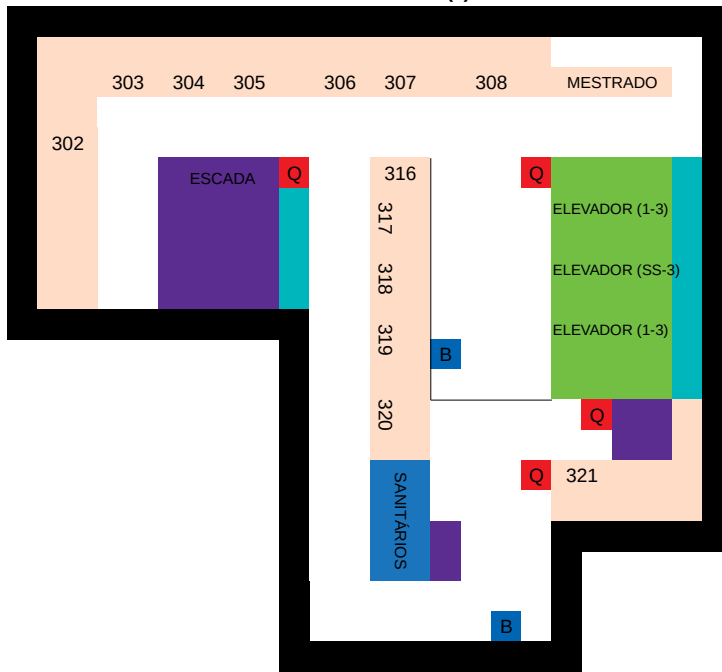 303 304 305 306 307 308 MESTRADO
302
ESCADA Q 316 Q
317 ELEVADOR (1-3)
318 ELEVADOR (SS-3)
319 ELEVADOR (1-3)
B
320 Q
SANITÁRIOS Q 321
B